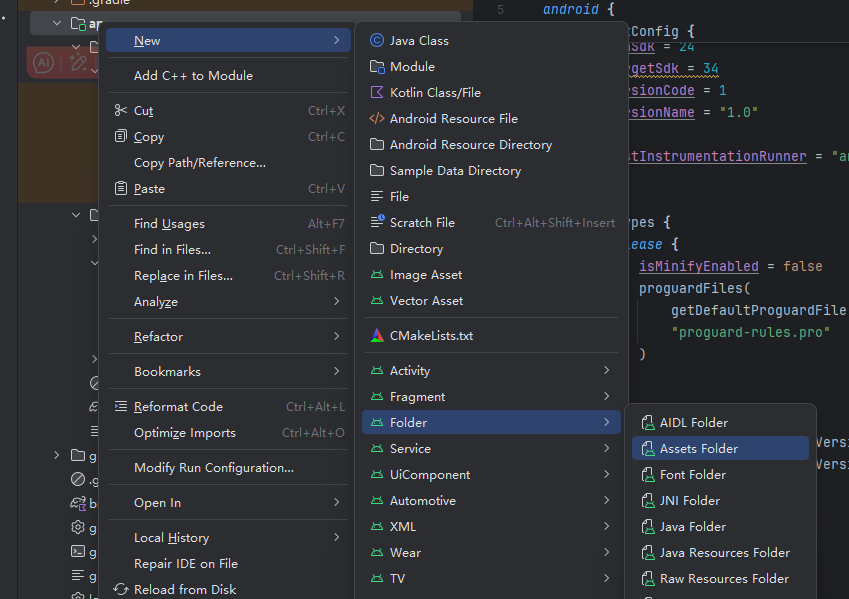 .gradle
ap
New
Add C++ to Module
Cut Ctrl+X
Copy Ctrl+C
Copy Path/Reference...
Paste Ctrl+V
Find Usages Alt+F7
Find in Files... Ctrl+Shift+F
Replace in Files... Ctrl+Shift+R
Analyze
Refactor
Bookmarks
Reformat Code Ctrl+Alt+L
Optimize Imports Ctrl+Alt+O
Modify Run Configuration...
Open In
Local History
Repair IDE on File
Reload from Disk
AI
g
.g
b
g
g
g
Java Class
Module
Kotlin Class/File
Android Resource File
Android Resource Directory
Sample Data Directory
File
Scratch File Ctrl+Alt+Shift+Insert
Directory
Image Asset
Vector Asset
CMakeLists.txt
Activity
Fragment
Folder
Service
UiComponent
Automotive
XML
Wear
TV
AIDL Folder
Assets Folder
Font Folder
JNI Folder
Java Folder
Java Resources Folder
Raw Resources Folder
5 android {
tConfig {
nSdk = 24
rgetSdk = 34
rsionCode = 1
rsionName = "1.0"
stInstrumentationRunner = "an
ypes {
lease {
isMinifyEnabled = false
proguardFiles(
getDefaultProguardFile
"proguard-rules.pro"
)
Versi
Versi